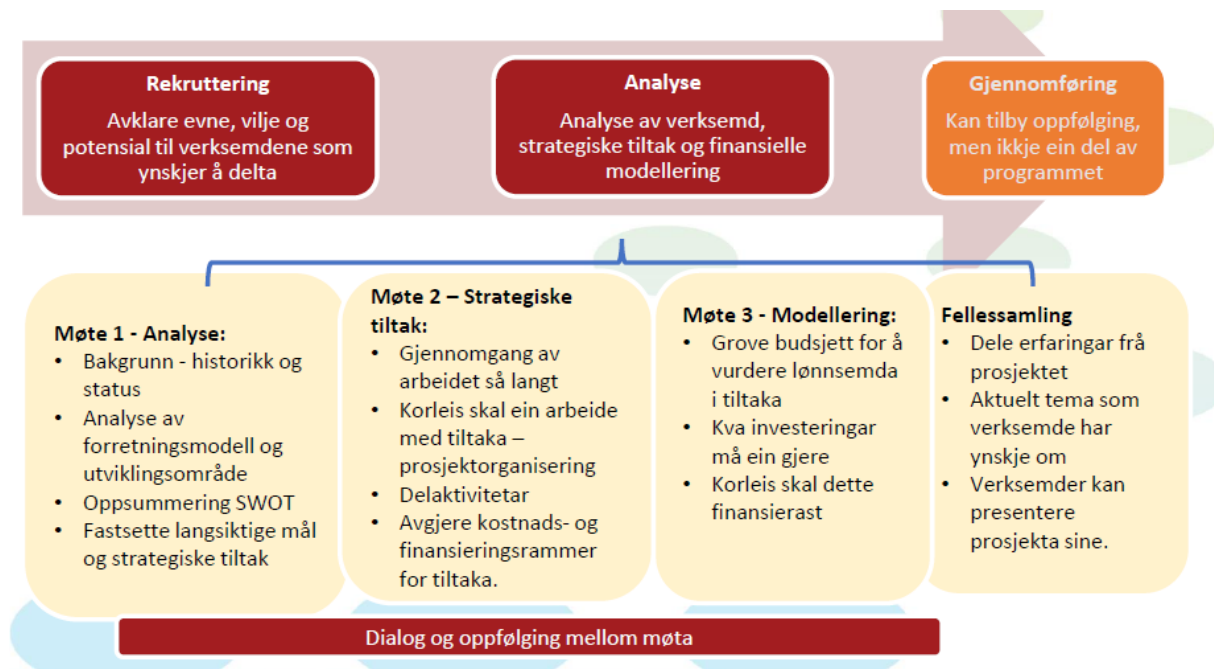 Rekruttering
Avklare evne, vilje og
potensial til verksemdene som
ynskjer å delta
Analyse
Analyse av verksemd,
strategiske tiltak og finansielle
modellering
Gjennomføring
Kan tilby oppfølging,
men ikkje ein del av
programmet
Møte 1 - Analyse:
• Bakgrunn - historikk og
status
• Analyse av
forretningsmodell og
utviklingsområde
• Oppsummering SWOT
• Fastsette langsiktige mål
og strategiske tiltak
Møte 2 – Strategiske
tiltak:
• Gjennomgang av
arbeidet så langt
• Korleis skal ein arbeide
med tiltaka –
prosjektorganisering
• Delaktivitetar
• Avgjere kostnads- og
finansieringsrammer
for tiltaka.
Møte 3 - Modellering:
• Grove budsjett for å
vurdere lønnsemda
i tiltaka
• Kva investeringar
må ein gjere
• Korleis skal dette
finansierast
Fellessamling
• Dele erfaringar frå
prosjektet
• Aktuelt tema som
verksemde har
ynskje om
• Verksemder kan
presentere
prosjekta sine.
Dialog og oppfølging mellom møta